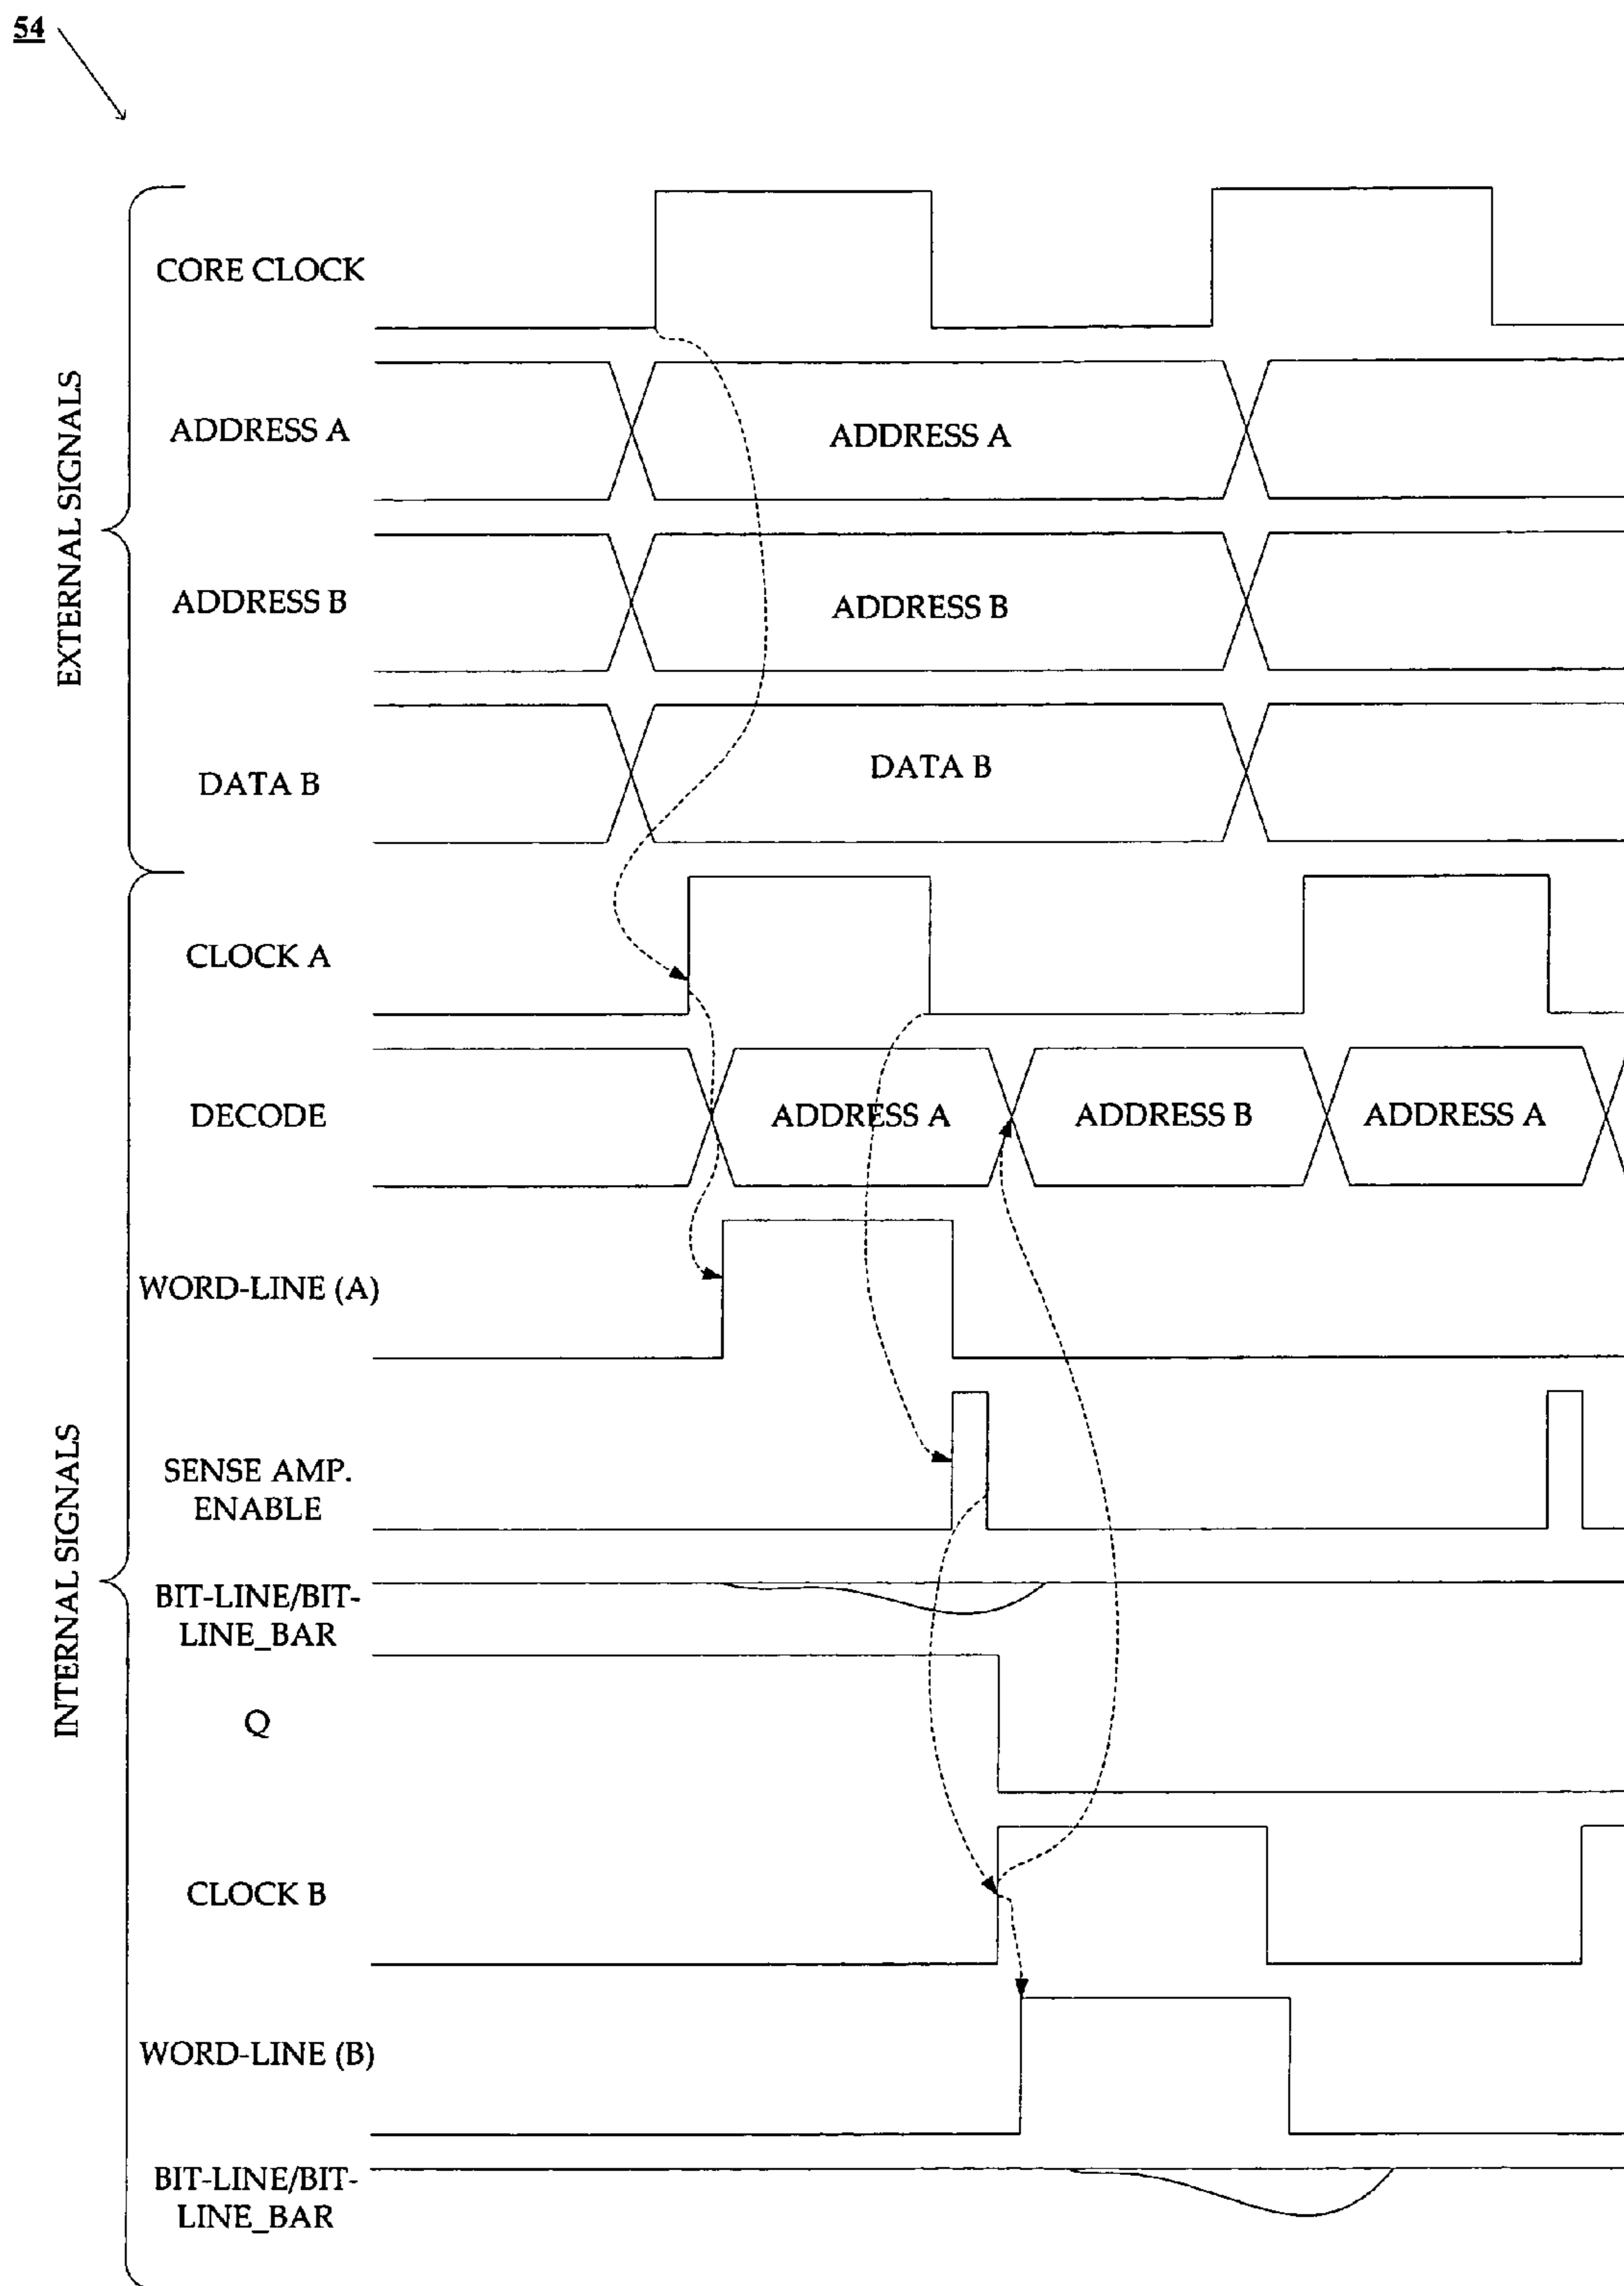 54
EXTERNAL SIGNALS
CORE CLOCK
ADDRESS A
ADDRESS A
ADDRESS B
ADDRESS B
DATA B
DATA B
INTERNAL SIGNALS
CLOCK A
DECODE
ADDRESS A
ADDRESS B
ADDRESS A
WORD-LINE (A)
SENSE AMP.
ENABLE
BIT-LINE/BIT-
LINE_BAR
Q
CLOCK B
WORD-LINE (B)
BIT-LINE/BIT-
LINE_BAR